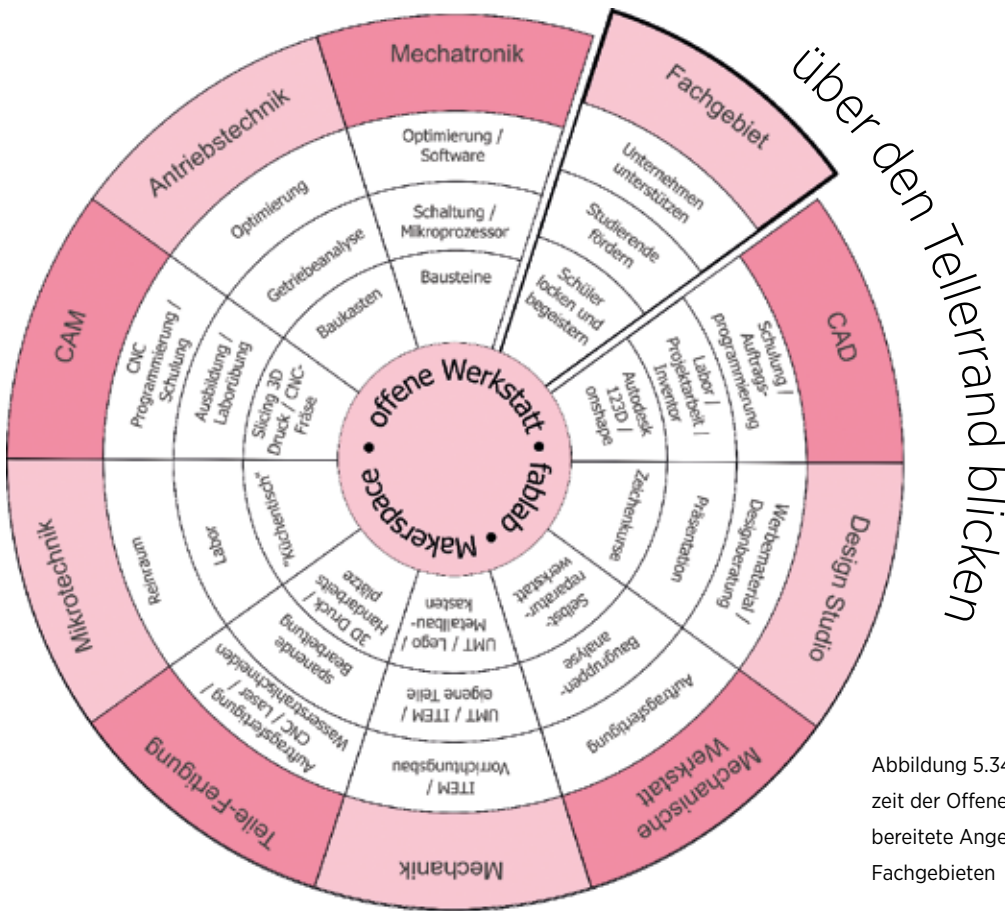 über den Tellerrand blicken
Fachgebiet
Unternehmen
unterstützen
Studierende
fördern
Schüler
locken und
begeistern
CAD
Schulung /
Auftrags-
programmierung
Labor /
Projektarbeit /
Inventor
Autodesk
123D /
onshape
Design Studio
Werbematerial /
Designberatung
Präsentation
Zeichenkurse
Mechanische
Werkstatt
Auftragsfertigung
Baugruppen-
analyse
Selbst-
reparatur-
werkstatt
Mechanik
ITEM /
Vorrichtungsbau
UMT / ITEM /
eigene Teile
UMT / Lego /
Metallbau-
kasten
Teile-Fertigung
Auftragsfertigung/
CNC / Laser /
Wasserstrahlschneiden
spanende
Bearbeitung
3D Druck /
Handarbeits
plätze
Mikrotechnik
Reinraum
Labor
"Küchentisch"
CAM
CNC
Programmierung /
Schulung
Ausbildung /
Laborübung
Slicing 3D
Druck / CNC-
Fräse
Antriebstechnik
Optimierung
Getriebeanalyse
Baukasten
Mechatronik
Optimierung /
Software
Schaltung /
Mikroprozessor
Bausteine
• offene Werkstatt • fablab • Makerspace
Abbildung 5.34
zeit der Offene
bereitete Ange
Fachgebieten